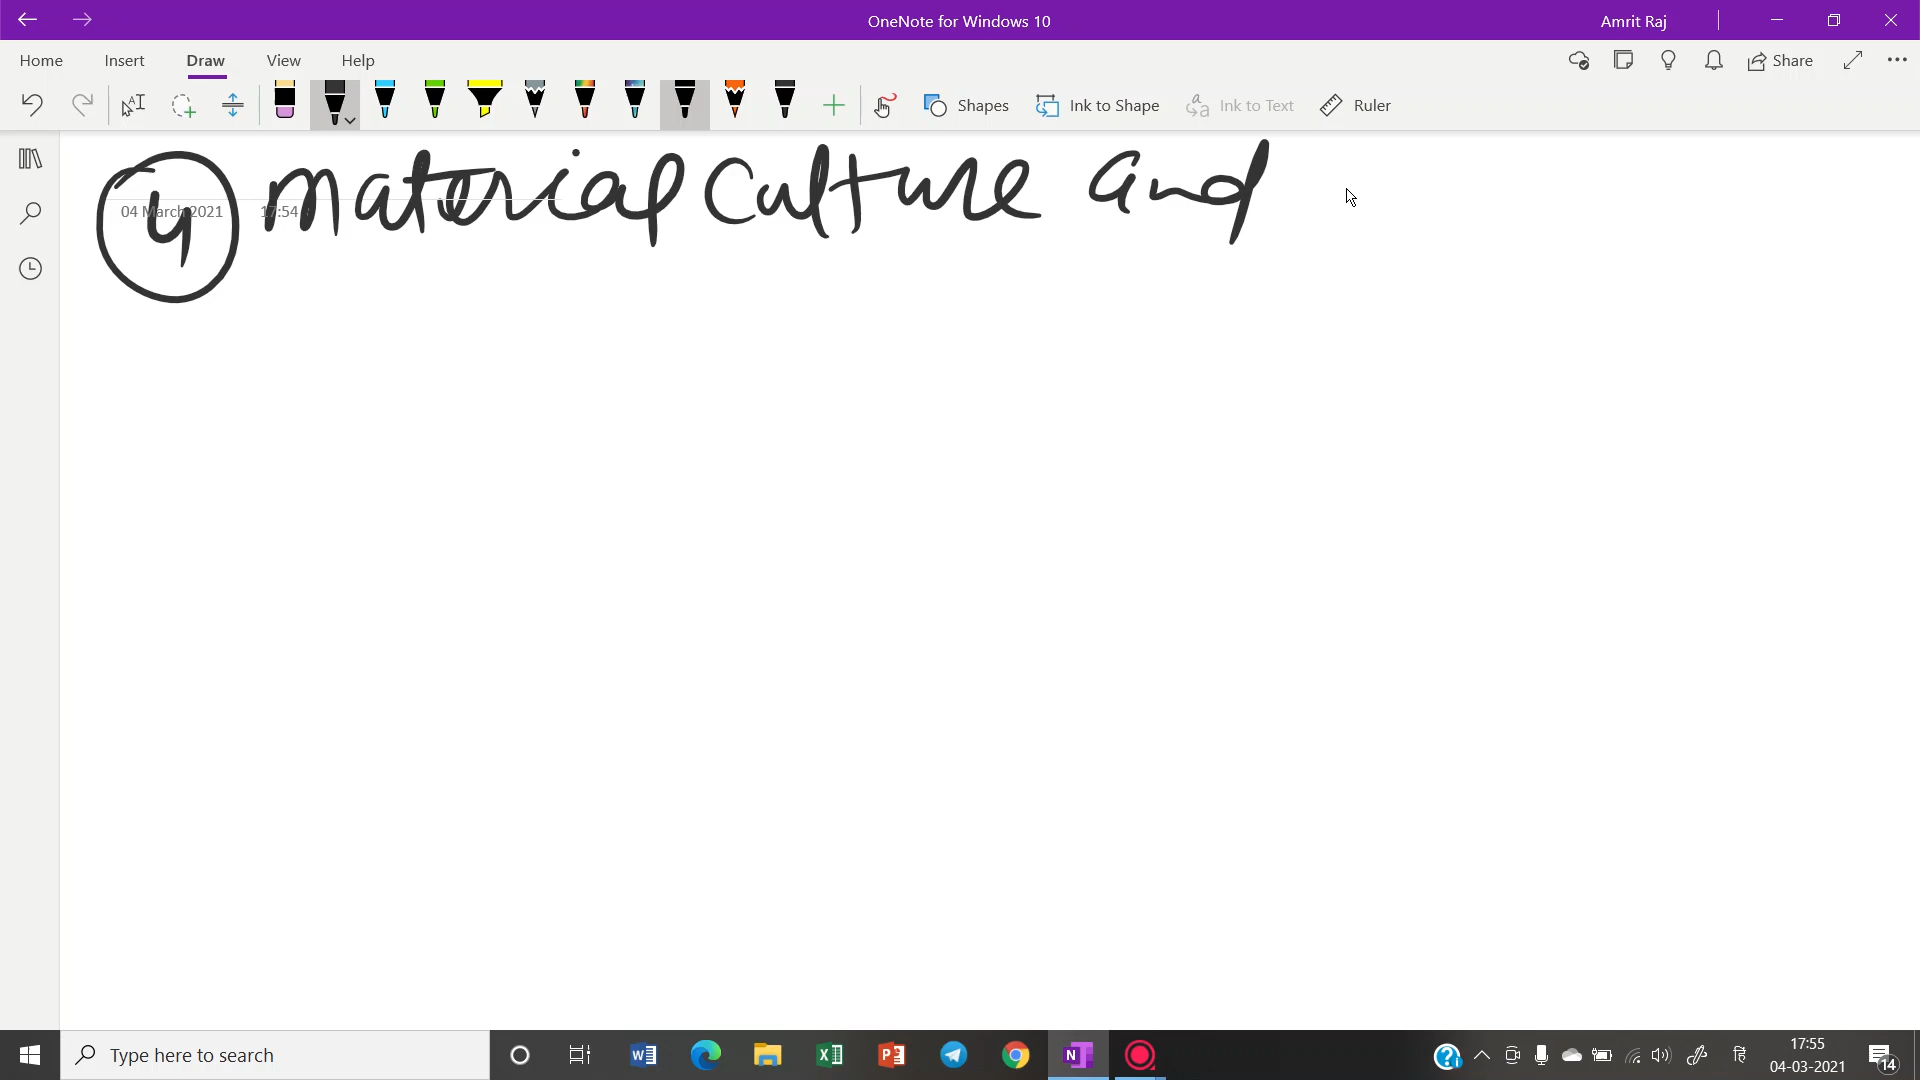 OneNote for Windows 10
Amrit Raj
Home Insert Draw View Help
Share
Shapes Ink to Shape Ink to Text Ruler
4 material culture and
04 March 2021 17:54
Type here to search
हि
17:55
04-03-2021
14